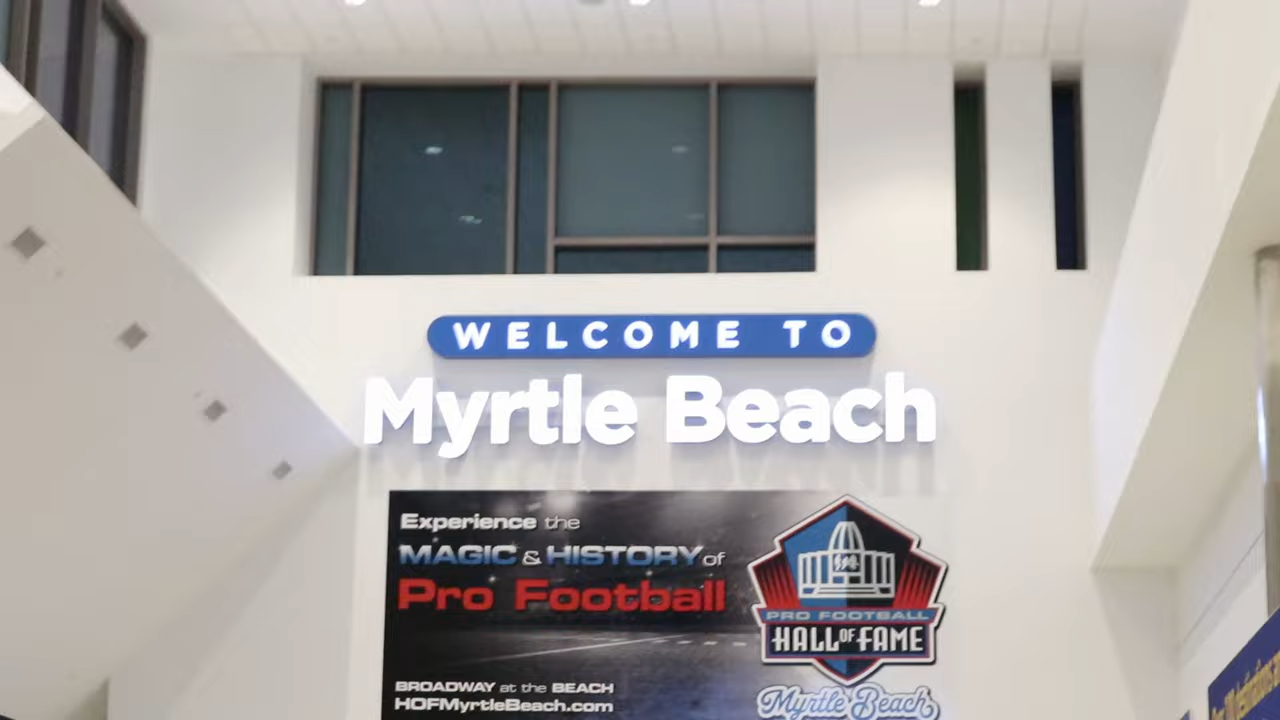 WELCOME TO
Myrtle Beach
Experience the
MAGIC & HISTORY of
Pro Football
BROADWAY at the BEACH
HOFMyrtleBeach.com
PRO FOOTBALL
HALL OF FAME
Myrtle Beach